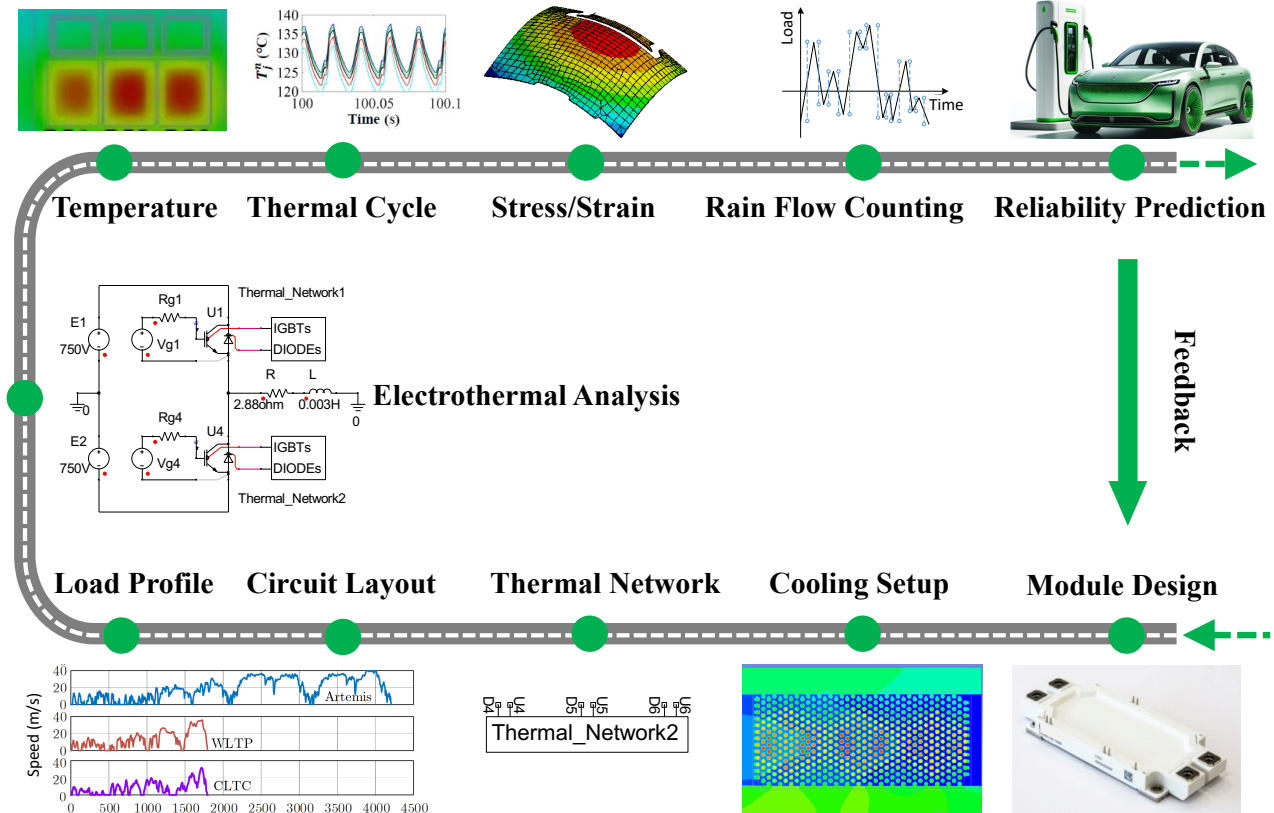 140
135
130
125
120
T_j^n (°C)
100
100.05
100.1
Time (s)
Load
Time
Temperature
Thermal Cycle
Stress/Strain
Rain Flow Counting
Reliability Prediction
Thermal_Network1
Rg1
U1
E1
IGBTs
Vg1
750V
DIODEs
R
L
0
2.88ohm
0.003H
0
Electrothermal Analysis
Rg4
U4
E2
IGBTs
Vg4
750V
DIODEs
Thermal_Network2
Feedback
Load Profile
Circuit Layout
Thermal Network
Cooling Setup
Module Design
Speed (m/s)
40
20
0
Artemis
40
20
0
WLTP
40
20
0
CLTC
0
500
1000
1500
2000
2500
3000
3500
4000
4500
D4
U4
D5
U5
D6
U6
Thermal_Network2